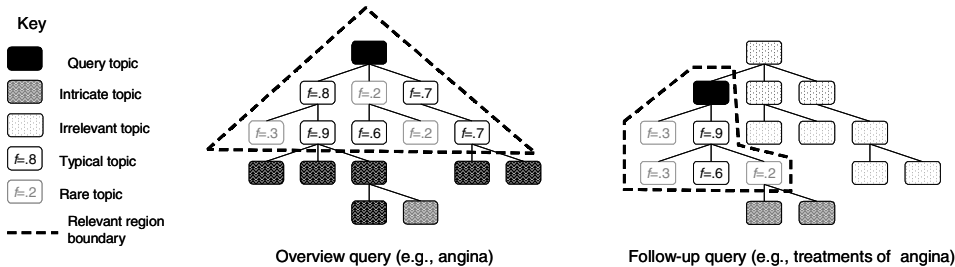 Key
Query topic
Intricate topic
Irrelevant topic
f=.8 Typical topic
f=.2 Rare topic
Relevant region
boundary
f=.8 f=.2 f=.7
f=.3 f=.9 f=.6 f=.2 f=.7
Overview query (e.g., angina)
f=.3 f=.9
f=.3 f=.6 f=.2
Follow-up query (e.g., treatments of angina)